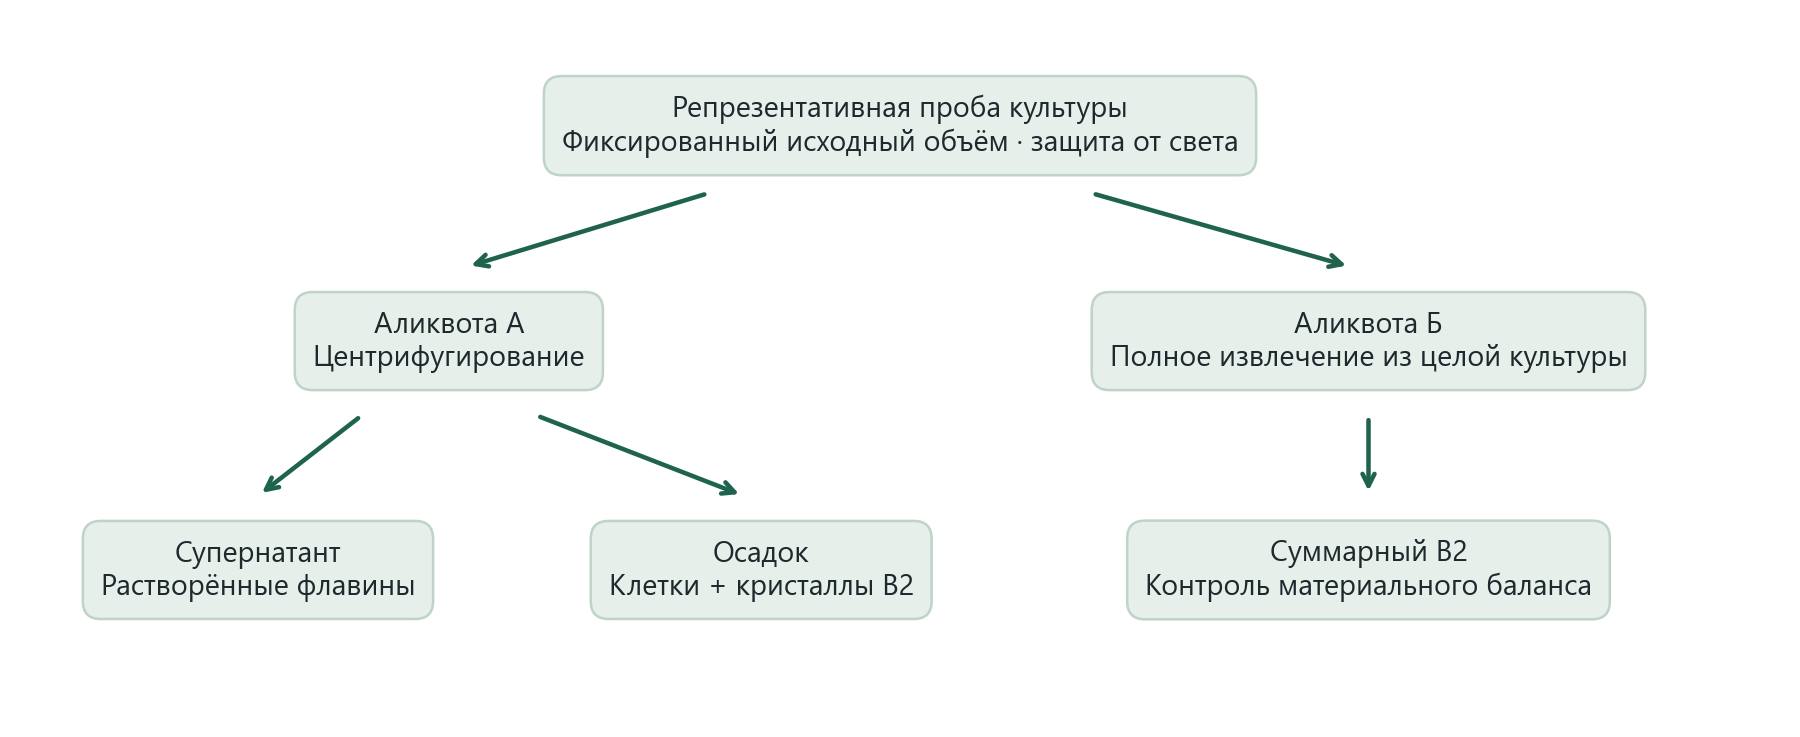 Репрезентативная проба культуры
Фиксированный исходный объём · защита от света
Аликвота А
Центрифугирование
Аликвота Б
Полное извлечение из целой культуры
Супернатант
Растворённые флавины
Осадок
Клетки + кристаллы B2
Суммарный B2
Контроль материального баланса